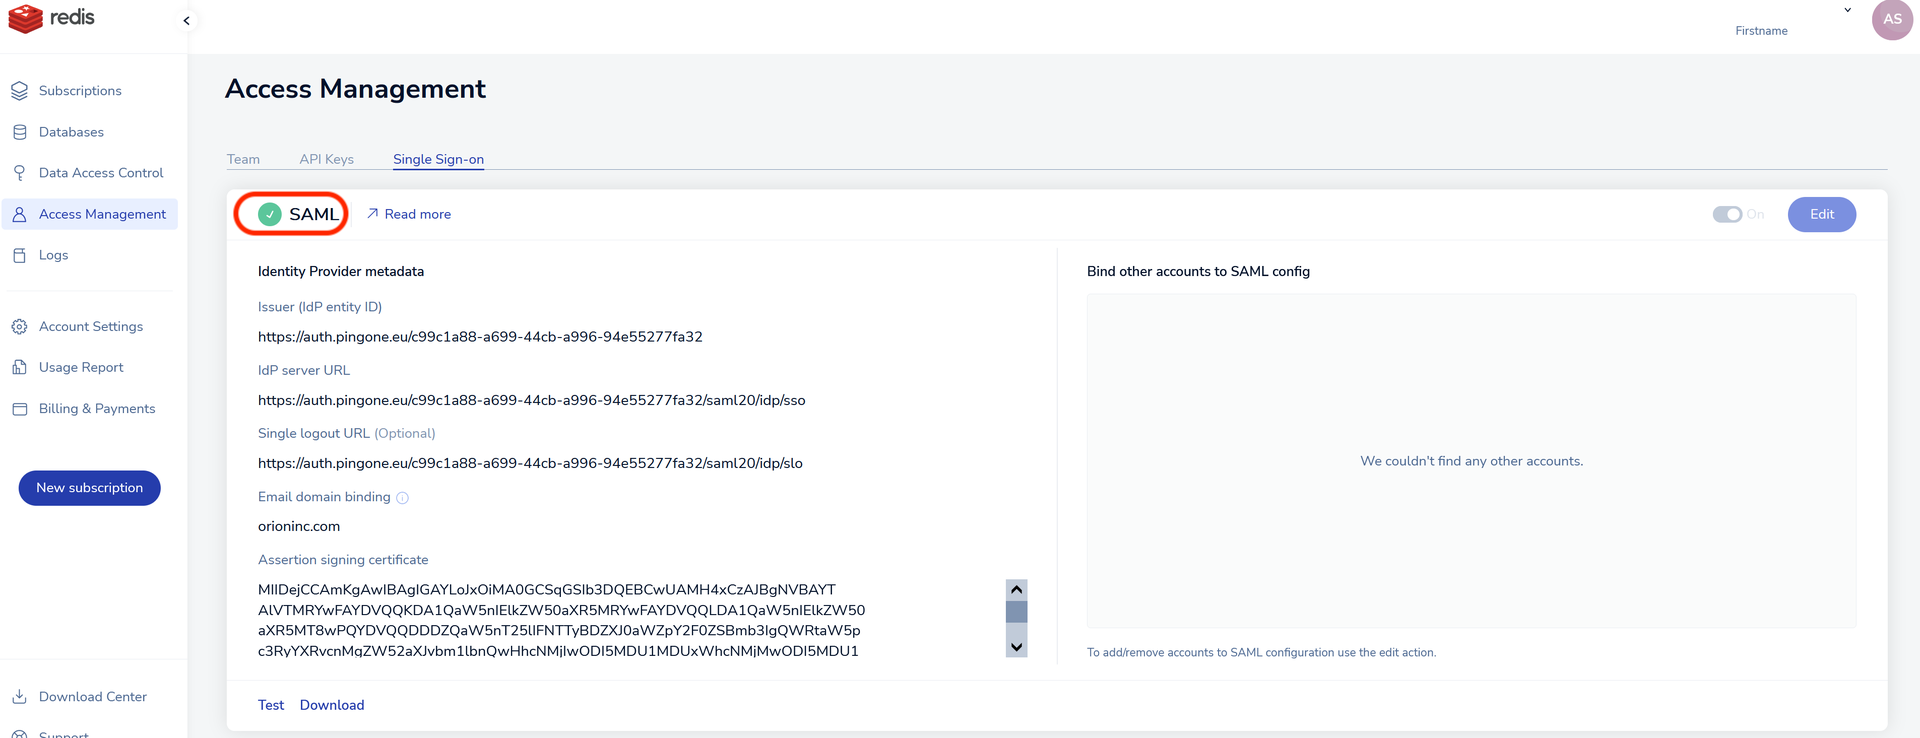 redis
Firstname
AS
Subscriptions
Databases
Data Access Control
Access Management
Logs
Account Settings
Usage Report
Billing & Payments
New subscription
Download Center
Support
Access Management
Team API Keys Single Sign-on
SAML Read more On Edit
Identity Provider metadata
Issuer (IdP entity ID)
https://auth.pingone.eu/c99c1a88-a699-44cb-a996-94e55277fa32
IdP server URL
https://auth.pingone.eu/c99c1a88-a699-44cb-a996-94e55277fa32/saml20/idp/sso
Single logout URL (Optional)
https://auth.pingone.eu/c99c1a88-a699-44cb-a996-94e55277fa32/saml20/idp/slo
Email domain binding
orioninc.com
Assertion signing certificate
MIIDejCCAmKgAwIBAgIGAYLoJxOiMA0GCSqGSIb3DQEBCwUAMH4xCzAJBgNVBAYT
AlVTMRYwFAYDVQQKDA1QaW5nIElkZW50aXR5MRYwFAYDVQQLDA1QaW5nIElkZW50
aXR5MT8wPQYDVQQDDDZQaW5nT25lIFNTTyBDZXJ0aWZpY2F0ZSBmb3IgQWRtaW5p
c3RyYXRvcnMgZW52aXJvbm1lbnQwHhcNMjIwODI5MDU1MDUxWhcNMjMwODI5MDU1
Test Download
Bind other accounts to SAML config
We couldn't find any other accounts.
To add/remove accounts to SAML configuration use the edit action.